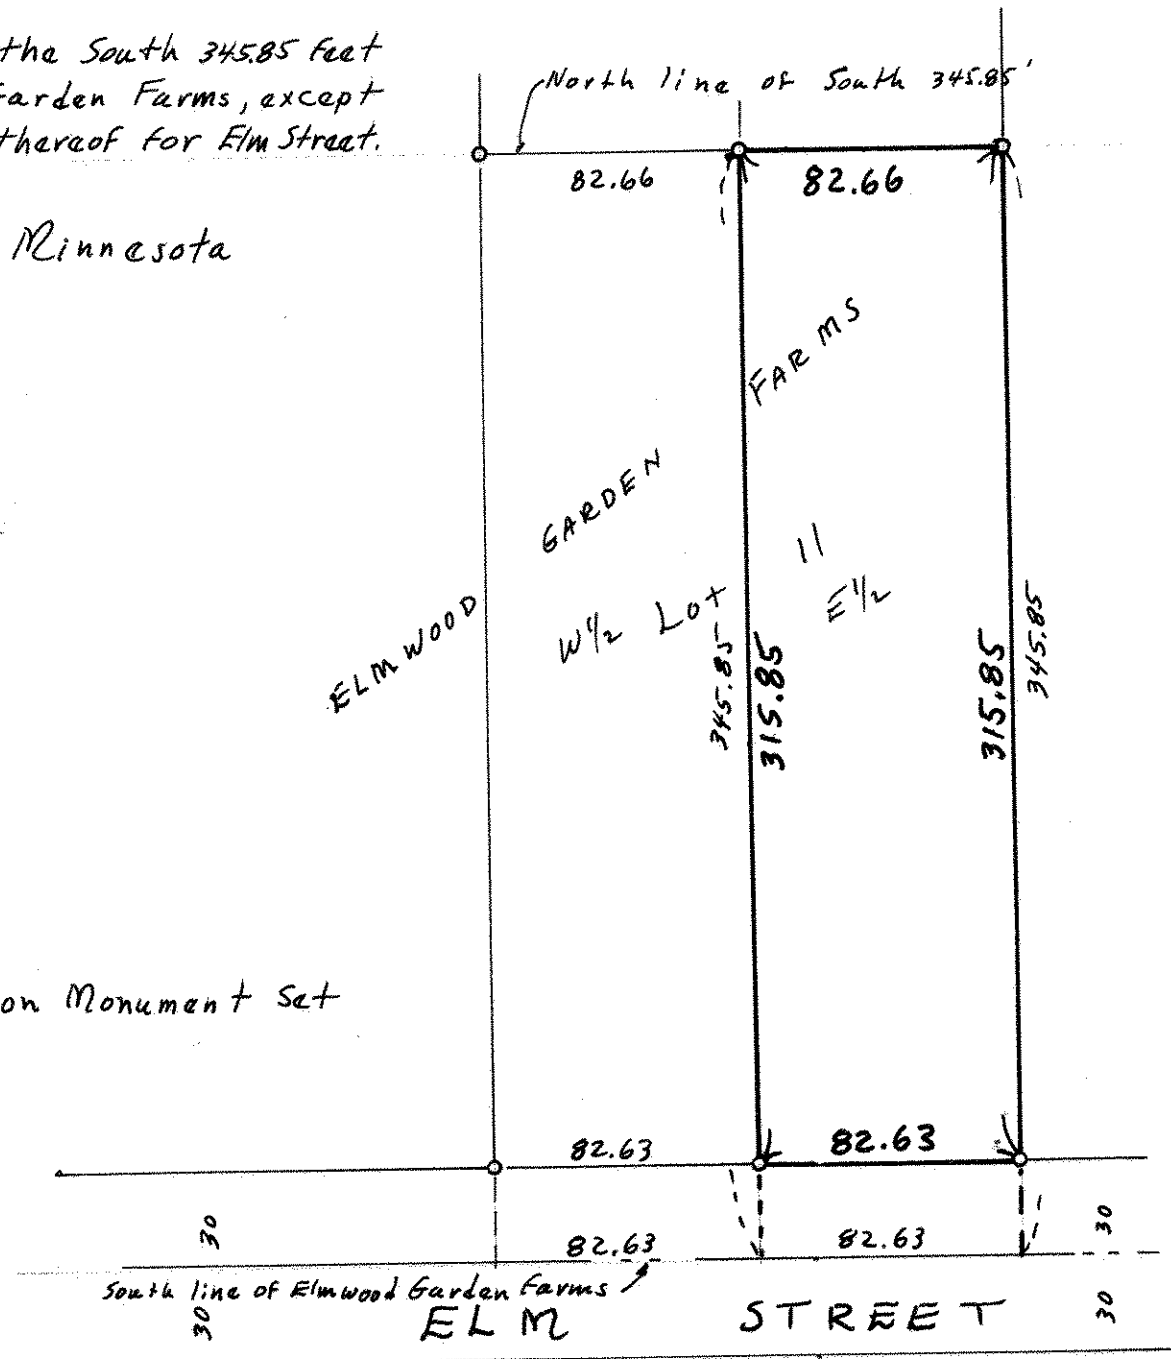 the South 345.85 feet
Garden Farms, except
thereof for Elm Street.
North line of South 345.85'
82.66
82.66
Minnesota
FARMS
GARDEN
11
E 1/2
W 1/2 Lot
ELMWOOD
345.85
315.85
315.85
345.85
on Monument Set
82.63
82.63
30
82.63
82.63
30
South line of Elmwood Garden Farms
30
ELM STREET
30